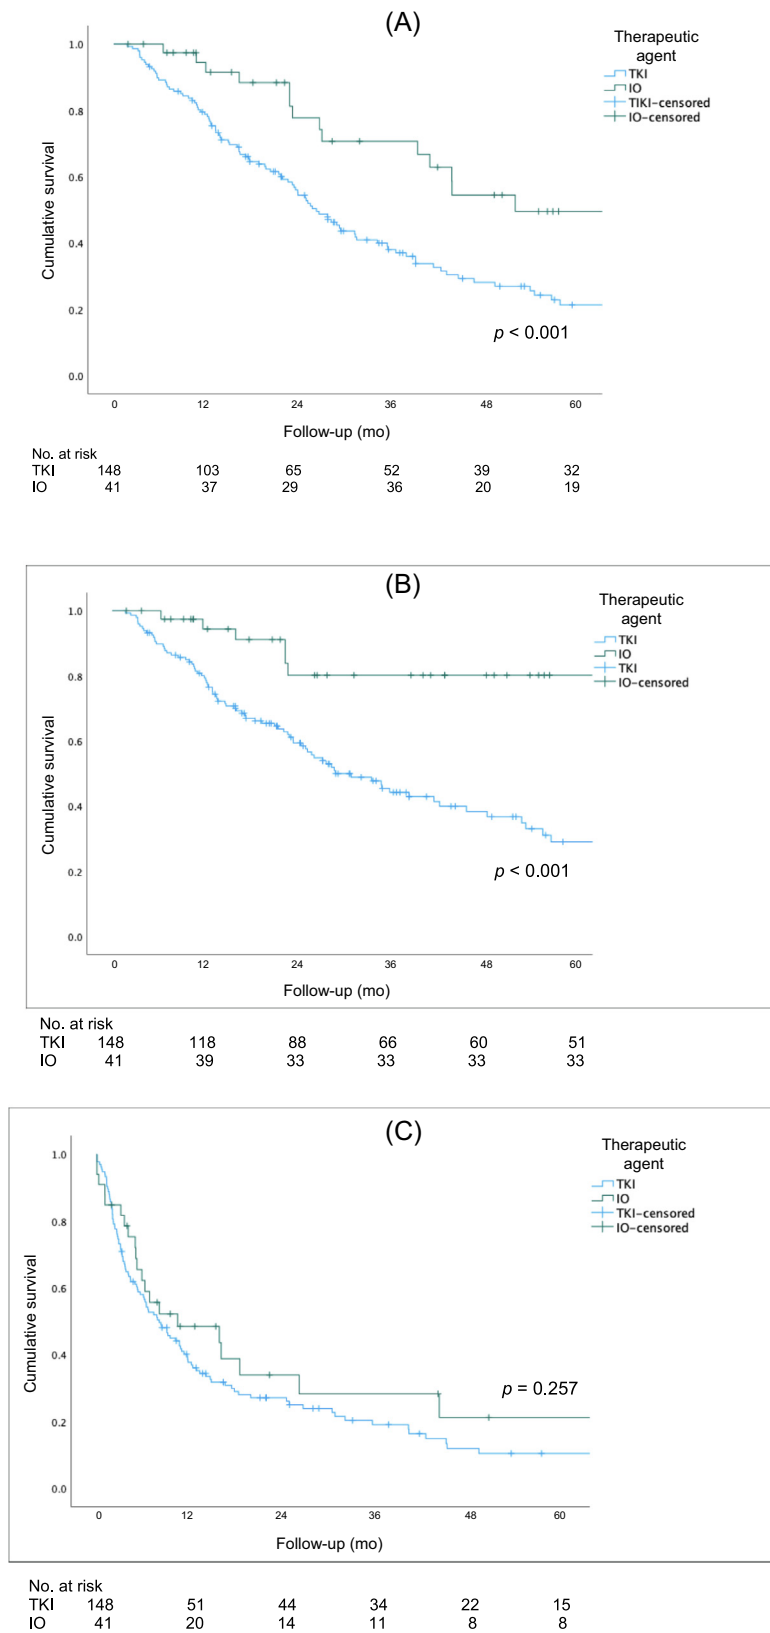 (A)
Therapeutic
agent
TKI
IO
TIKI-censored
IO-censored
Cumulative survival
1.0
0.8
0.6
0.4
0.2
0.0
p < 0.001
0 12 24 36 48 60
Follow-up (mo)
No. at risk
TKI 148 103 65 52 39 32
IO 41 37 29 36 20 19
(B)
Therapeutic
agent
TKI
IO
TKI
IO-censored
Cumulative survival
1.0
0.8
0.6
0.4
0.2
0.0
p < 0.001
0 12 24 36 48 60
Follow-up (mo)
No. at risk
TKI 148 118 88 66 60 51
IO 41 39 33 33 33 33
(C)
Therapeutic
agent
TKI
IO
TKI-censored
IO-censored
Cumulative survival
1.0
0.8
0.6
0.4
0.2
0.0
p = 0.257
0 12 24 36 48 60
Follow-up (mo)
No. at risk
TKI 148 51 44 34 22 15
IO 41 20 14 11 8 8